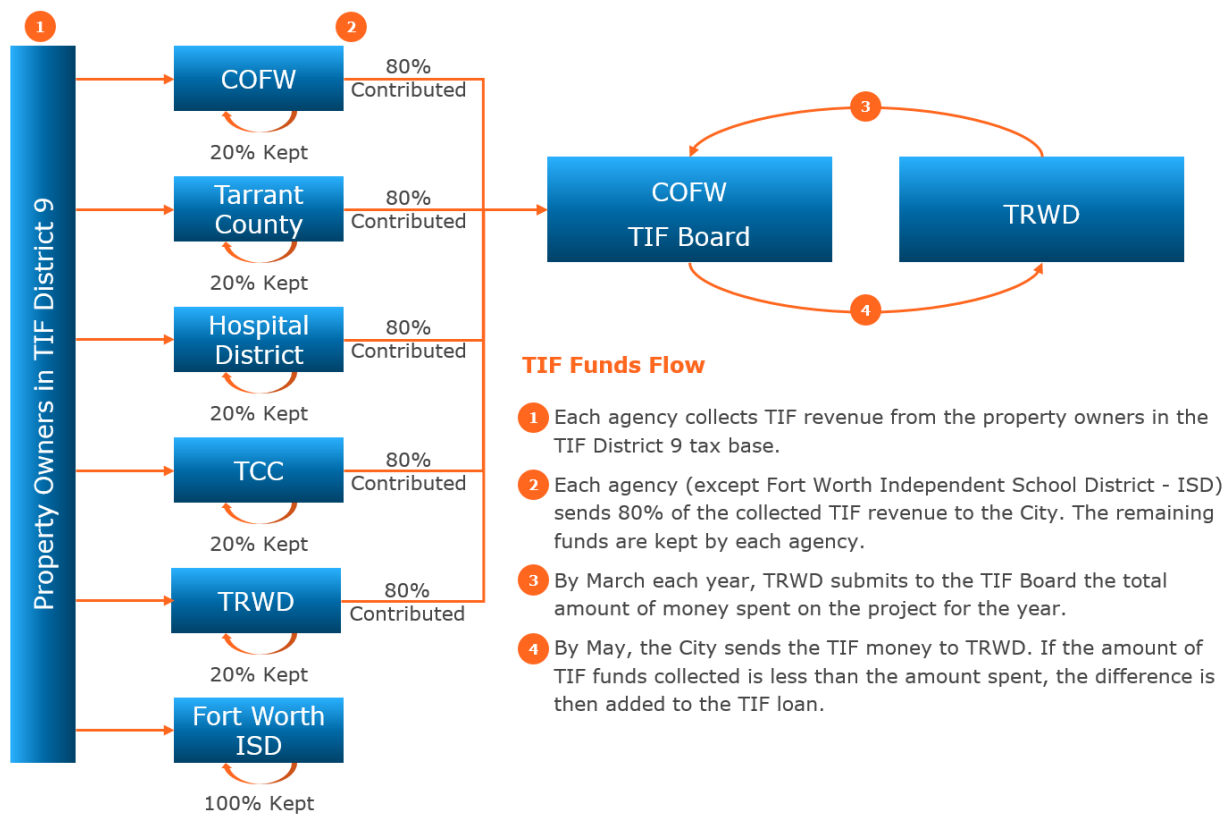 1
2
Property Owners in TIF District 9
COFW
80%
Contributed
20% Kept
Tarrant
County
80%
Contributed
20% Kept
Hospital
District
80%
Contributed
20% Kept
TCC
80%
Contributed
20% Kept
TRWD
80%
Contributed
20% Kept
Fort Worth
ISD
100% Kept
3
COFW
TIF Board
TRWD
4
TIF Funds Flow
1 Each agency collects TIF revenue from the property owners in the
TIF District 9 tax base.
2 Each agency (except Fort Worth Independent School District - ISD)
sends 80% of the collected TIF revenue to the City. The remaining
funds are kept by each agency.
3 By March each year, TRWD submits to the TIF Board the total
amount of money spent on the project for the year.
4 By May, the City sends the TIF money to TRWD. If the amount of
TIF funds collected is less than the amount spent, the difference is
then added to the TIF loan.